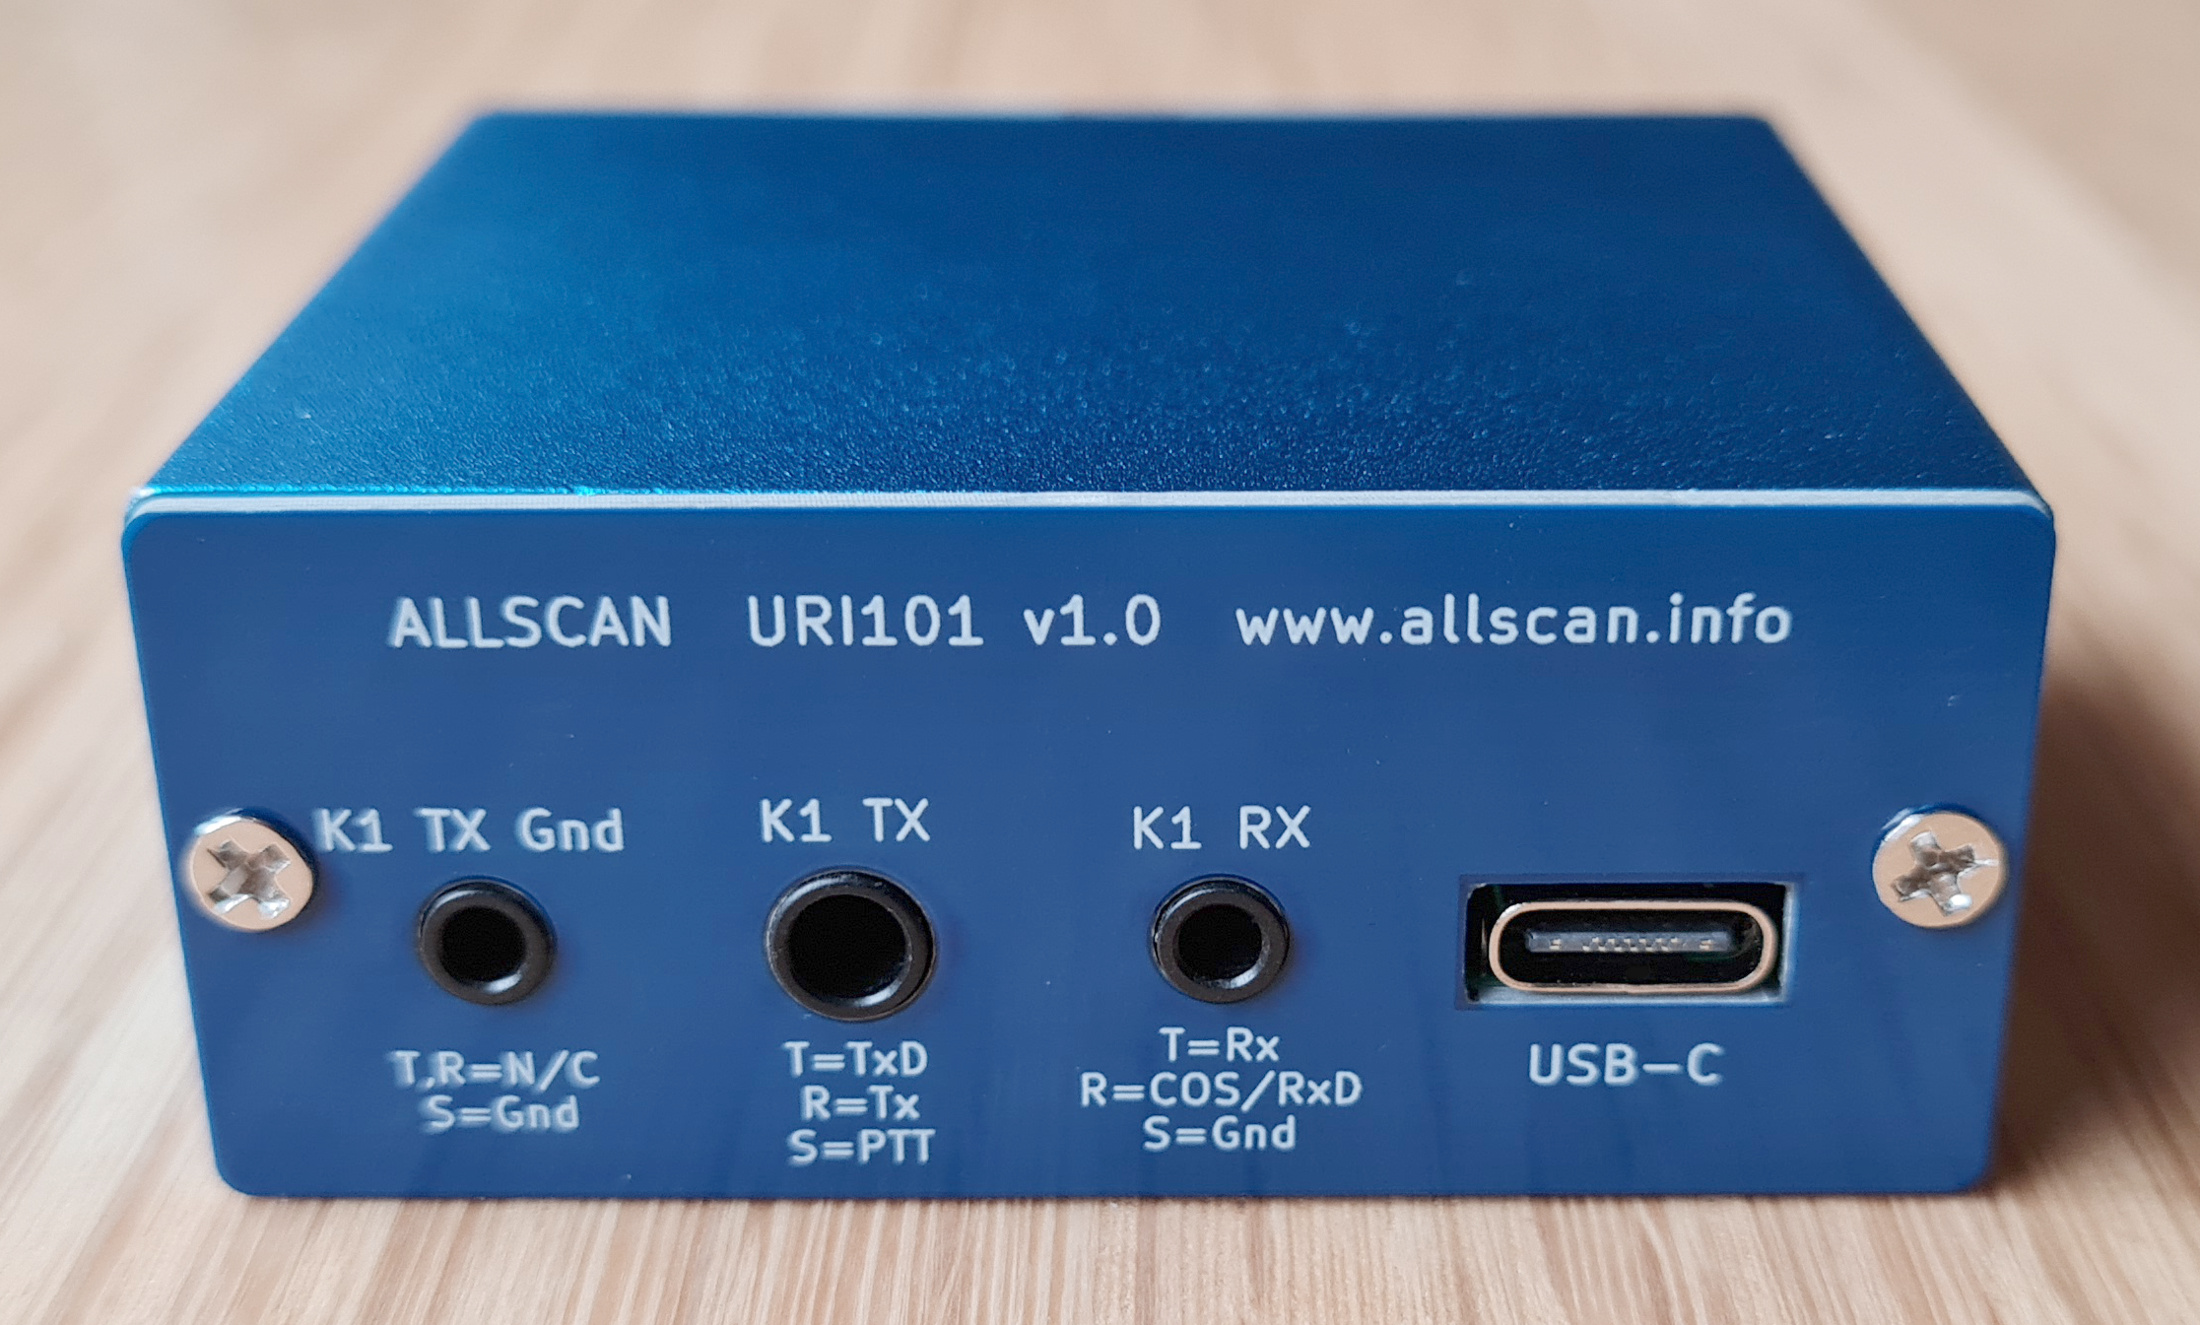 ALLSCAN URI101 v1.0 www.allscan.info
K1 TX Gnd
T,R=N/C
S=Gnd
K1 TX
T=TxD
R=Tx
S=PTT
K1 RX
T=Rx
R=COS/RxD
S=Gnd
USB-C